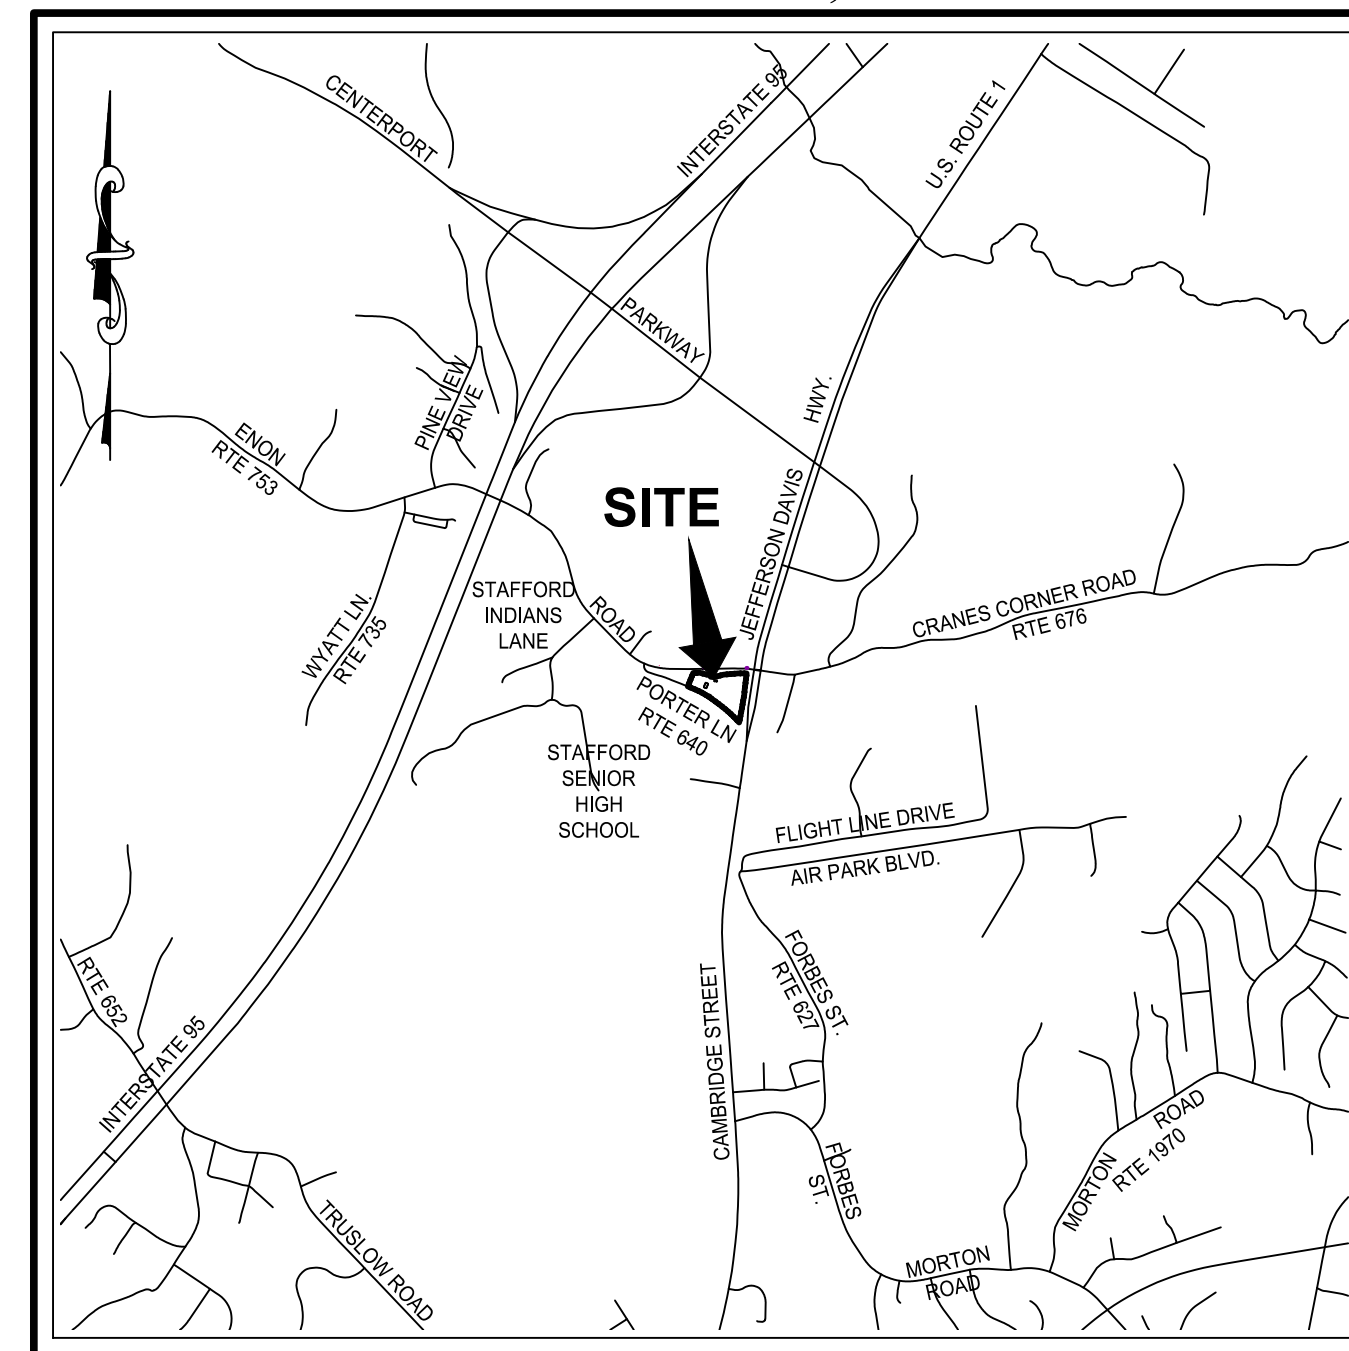 CENTERPORT
INTERSTATE 95
U.S. ROUTE 1
PARKWAY
PINE VIEW
DRIVE
HWY.
ENON
RTE 753
SITE
JEFFERSON DAVIS
STAFFORD
INDIANS
LANE
ROAD
CRANES CORNER ROAD
RTE 676
WYATT LN.
RTE 735
PORTER LN
RTE 640
STAFFORD
SENIOR
HIGH
SCHOOL
FLIGHT LINE DRIVE
AIR PARK BLVD.
FORBES ST.
RTE 627
RTE 652
CAMBRIDGE STREET
INTERSTATE 95
ROAD
MORTON
RTE 1970
FORBES
ST.
TRUSLOW ROAD
MORTON
ROAD